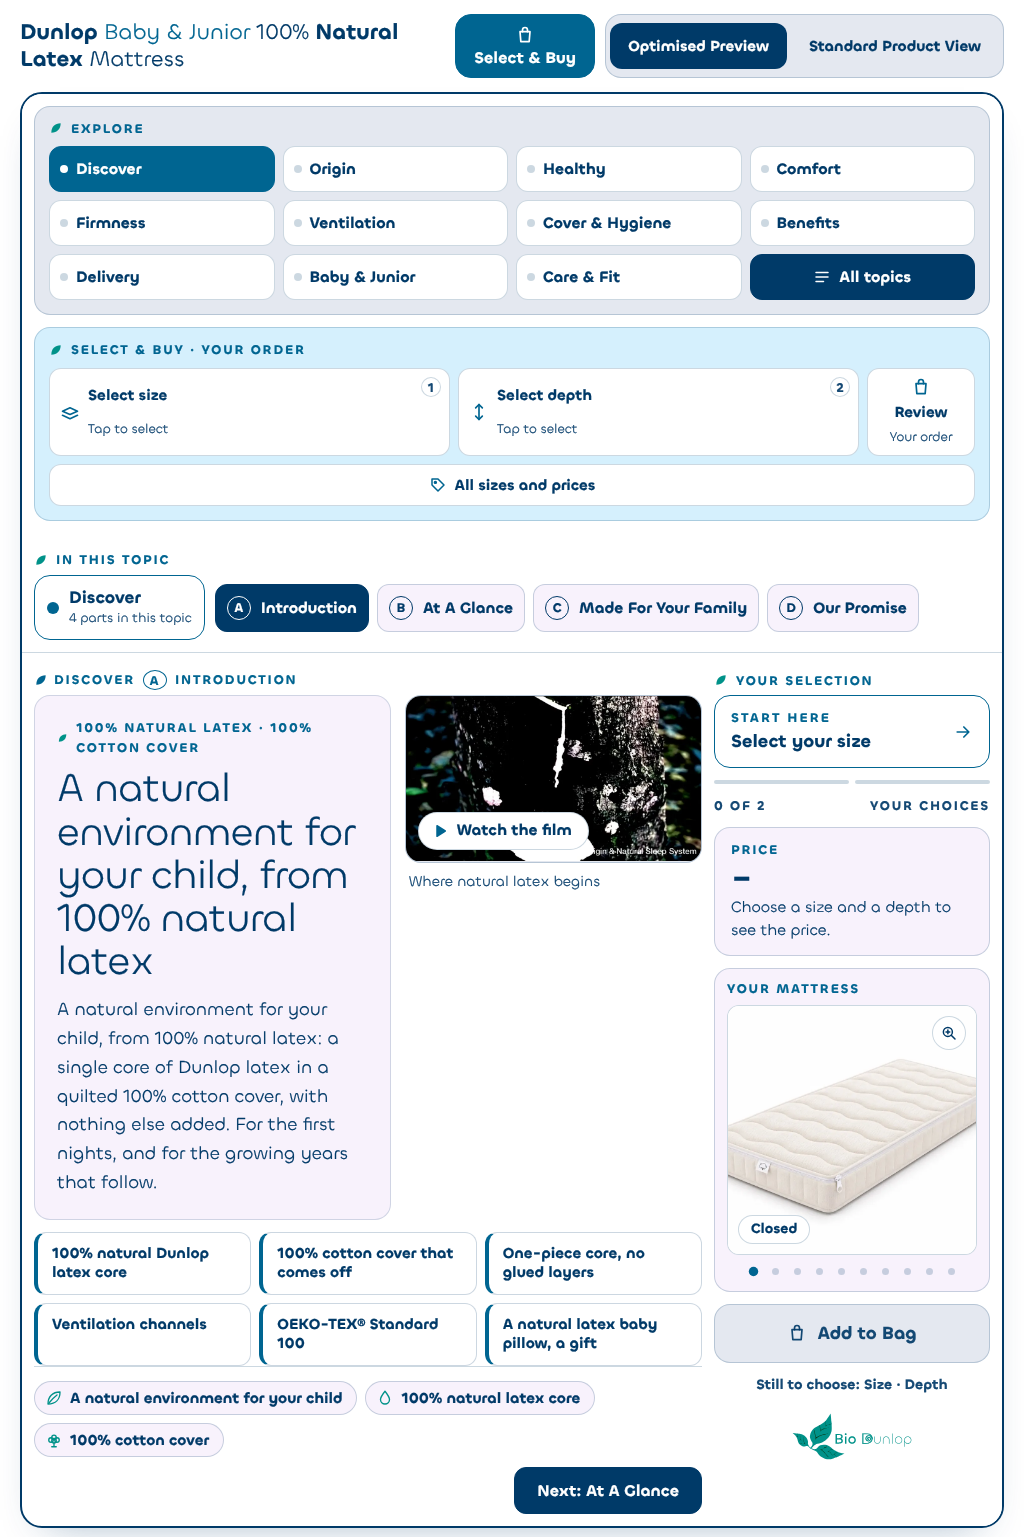 Dunlop Baby & Junior 100% Natural
Latex Mattress
Select & Buy
Optimised Preview
Standard Product View
EXPLORE
Discover
Origin
Healthy
Comfort
Firmness
Ventilation
Cover & Hygiene
Benefits
Delivery
Baby & Junior
Care & Fit
All topics
SELECT & BUY · YOUR ORDER
Select size
1
Tap to select
Select depth
2
Tap to select
Review
Your order
All sizes and prices
IN THIS TOPIC
Discover
4 parts in this topic
A Introduction
B At A Glance
C Made For Your Family
D Our Promise
DISCOVER A INTRODUCTION
100% NATURAL LATEX · 100%
COTTON COVER
A natural
environment for
your child, from
100% natural
latex
A natural environment for your
child, from 100% natural latex: a
single core of Dunlop latex in a
quilted 100% cotton cover, with
nothing else added. For the first
nights, and for the growing years
that follow.
Watch the film
& Natural Sleep System
Where natural latex begins
100% natural Dunlop
latex core
100% cotton cover that
comes off
One-piece core, no
glued layers
Ventilation channels
OEKO-TEX® Standard
100
A natural latex baby
pillow, a gift
A natural environment for your child
100% natural latex core
100% cotton cover
Next: At A Glance
YOUR SELECTION
START HERE
Select your size
0 OF 2
YOUR CHOICES
PRICE
–
Choose a size and a depth to
see the price.
YOUR MATTRESS
Closed
Add to Bag
Still to choose: Size · Depth
Bio Dunlop